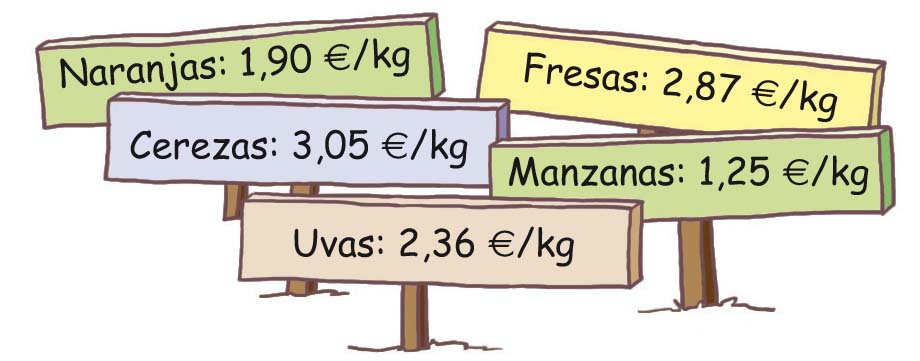 Naranjas: 1,90 €/kg
Fresas: 2,87 €/kg
Cerezas: 3,05 €/kg
Manzanas: 1,25 €/kg
Uvas: 2,36 €/kg